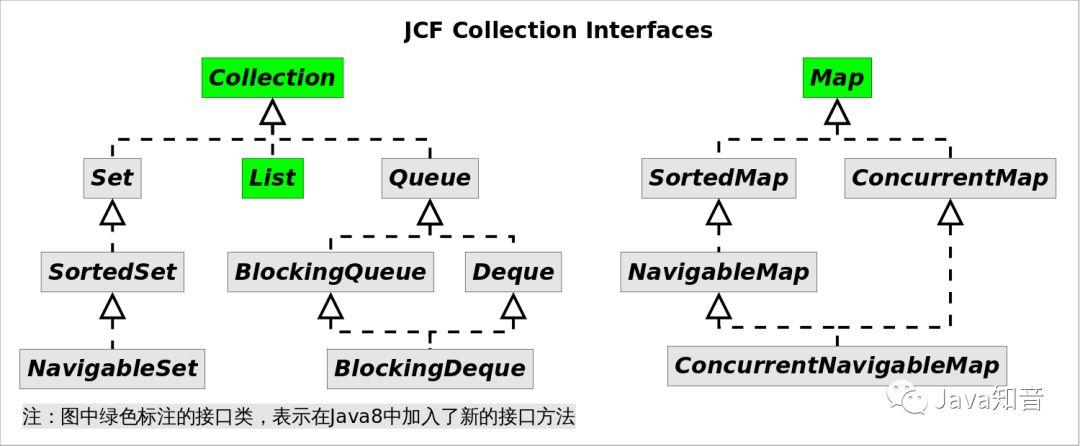 JCF Collection Interfaces
Collection
Map
Set
List
Queue
SortedMap
ConcurrentMap
SortedSet
BlockingQueue
Deque
NavigableMap
NavigableSet
BlockingDeque
ConcurrentNavigableMap
注：图中绿色标注的接口类，表示在Java8中加入了新的接口方法
Java知音